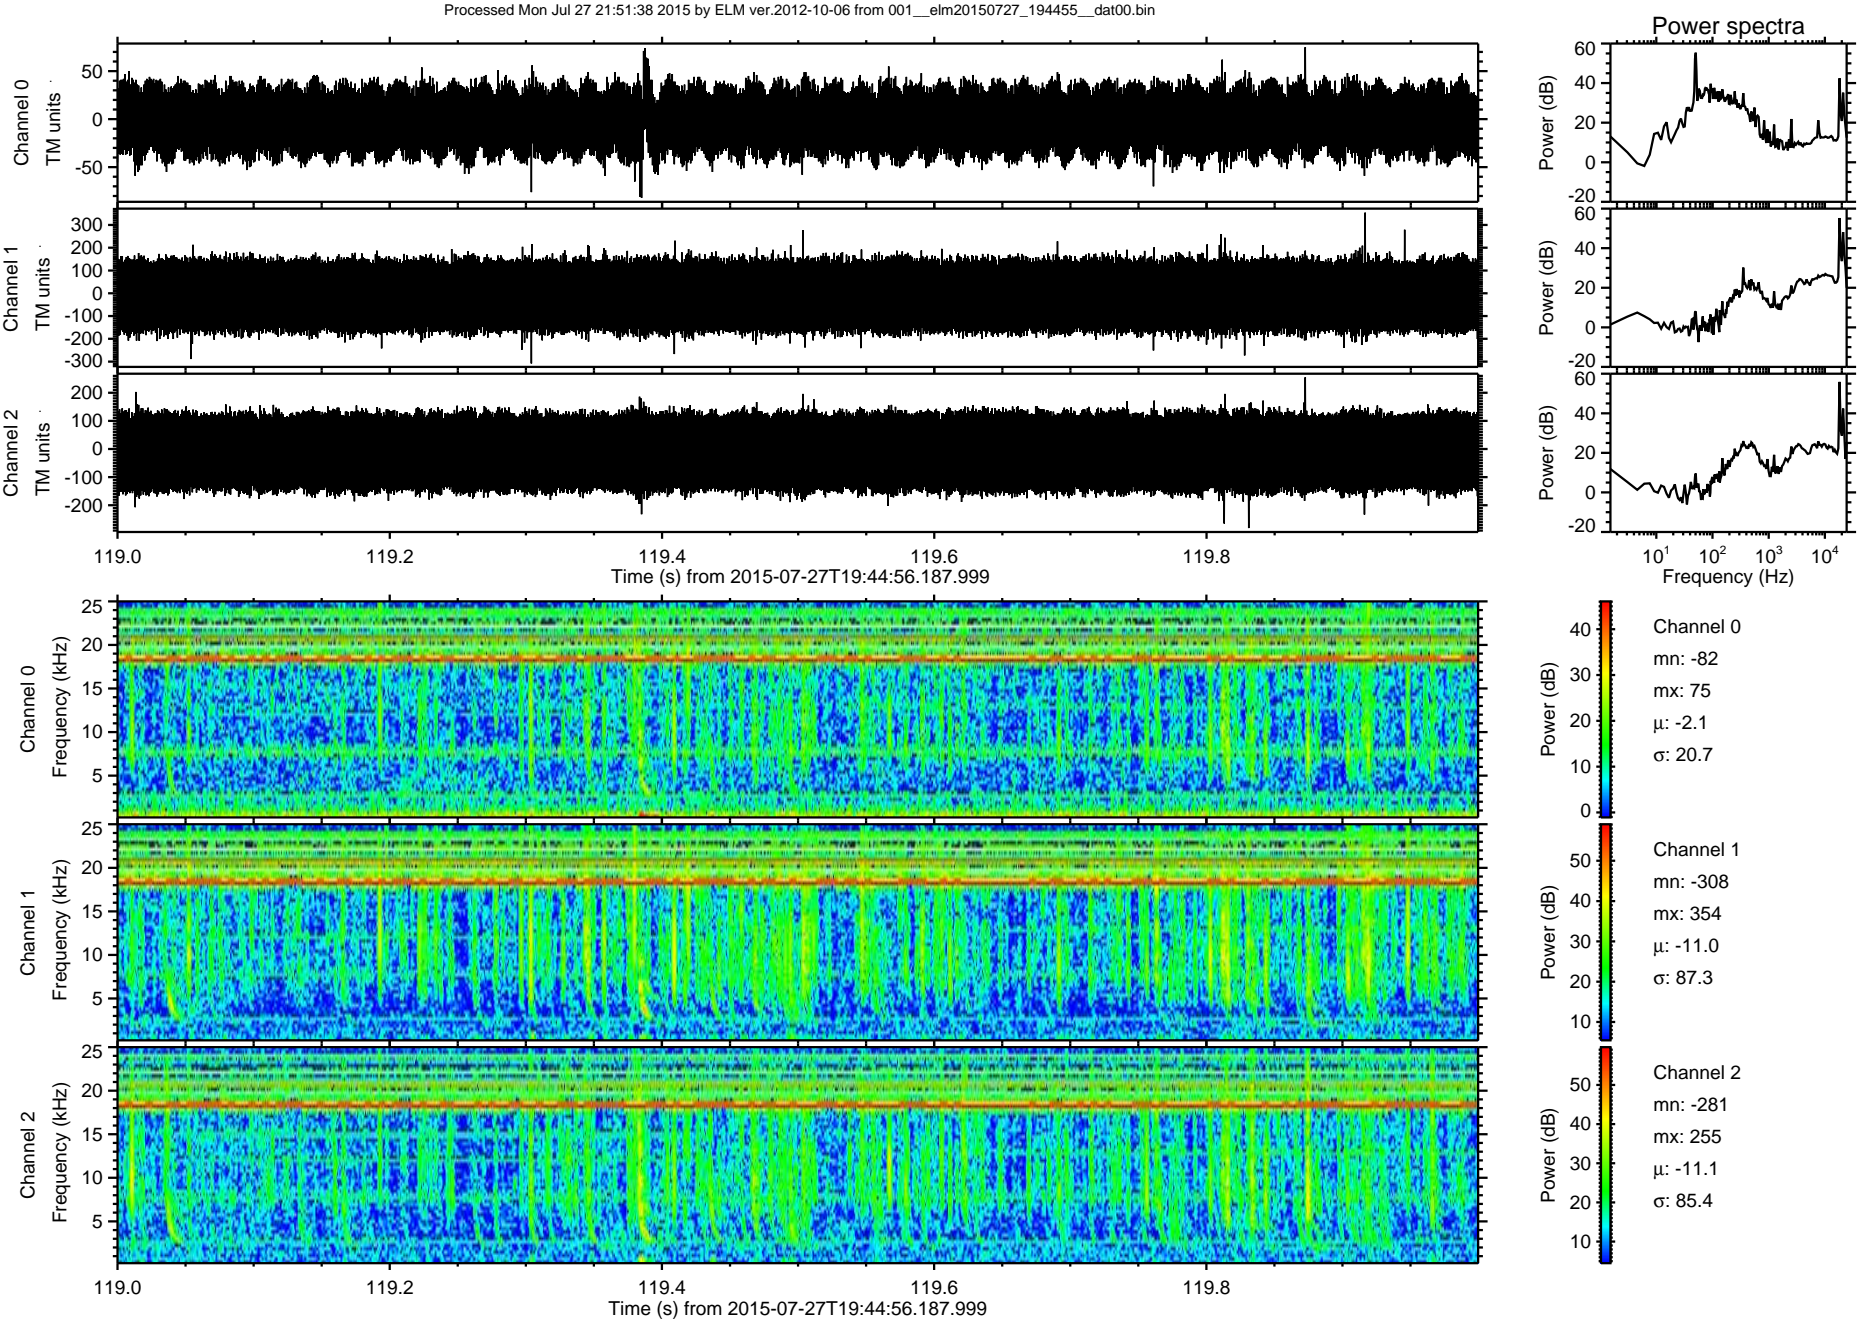 Processed Mon Jul 27 21:51:38 2015 by ELM ver.2012-10-06 from 001__elm20150727_194455__dat00.bin
Power spectra
Channel 0
TM units
50
0
-50
Power (dB)
60
40
20
0
-20
Channel 1
TM units
300
200
100
0
-100
-200
-300
Power (dB)
60
40
20
0
-20
Channel 2
TM units
200
100
0
-100
-200
Power (dB)
60
40
20
0
-20
119.0 119.2 119.4 119.6 119.8
Time (s) from 2015-07-27T19:44:56.187.999
10¹ 10² 10³ 10⁴
Frequency (Hz)
Channel 0
Frequency (kHz)
25
20
15
10
5
Power (dB)
40
30
20
10
0
Channel 0
mn: -82
mx: 75
μ: -2.1
σ: 20.7
Channel 1
Frequency (kHz)
25
20
15
10
5
Power (dB)
50
40
30
20
10
Channel 1
mn: -308
mx: 354
μ: -11.0
σ: 87.3
Channel 2
Frequency (kHz)
25
20
15
10
5
Power (dB)
50
40
30
20
10
Channel 2
mn: -281
mx: 255
μ: -11.1
σ: 85.4
119.0 119.2 119.4 119.6 119.8
Time (s) from 2015-07-27T19:44:56.187.999